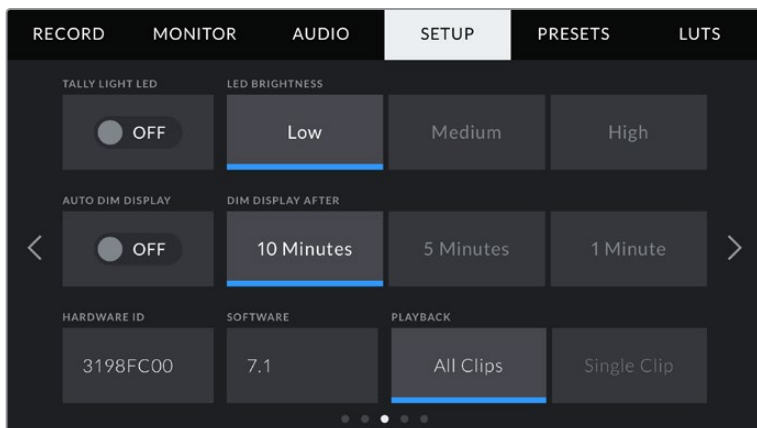 RECORD MONITOR AUDIO SETUP PRESETS LUTS
TALLY LIGHT LED LED BRIGHTNESS
OFF Low Medium High
AUTO DIM DISPLAY DIM DISPLAY AFTER
OFF 10 Minutes 5 Minutes 1 Minute
HARDWARE ID SOFTWARE PLAYBACK
3198FC00 7.1 All Clips Single Clip